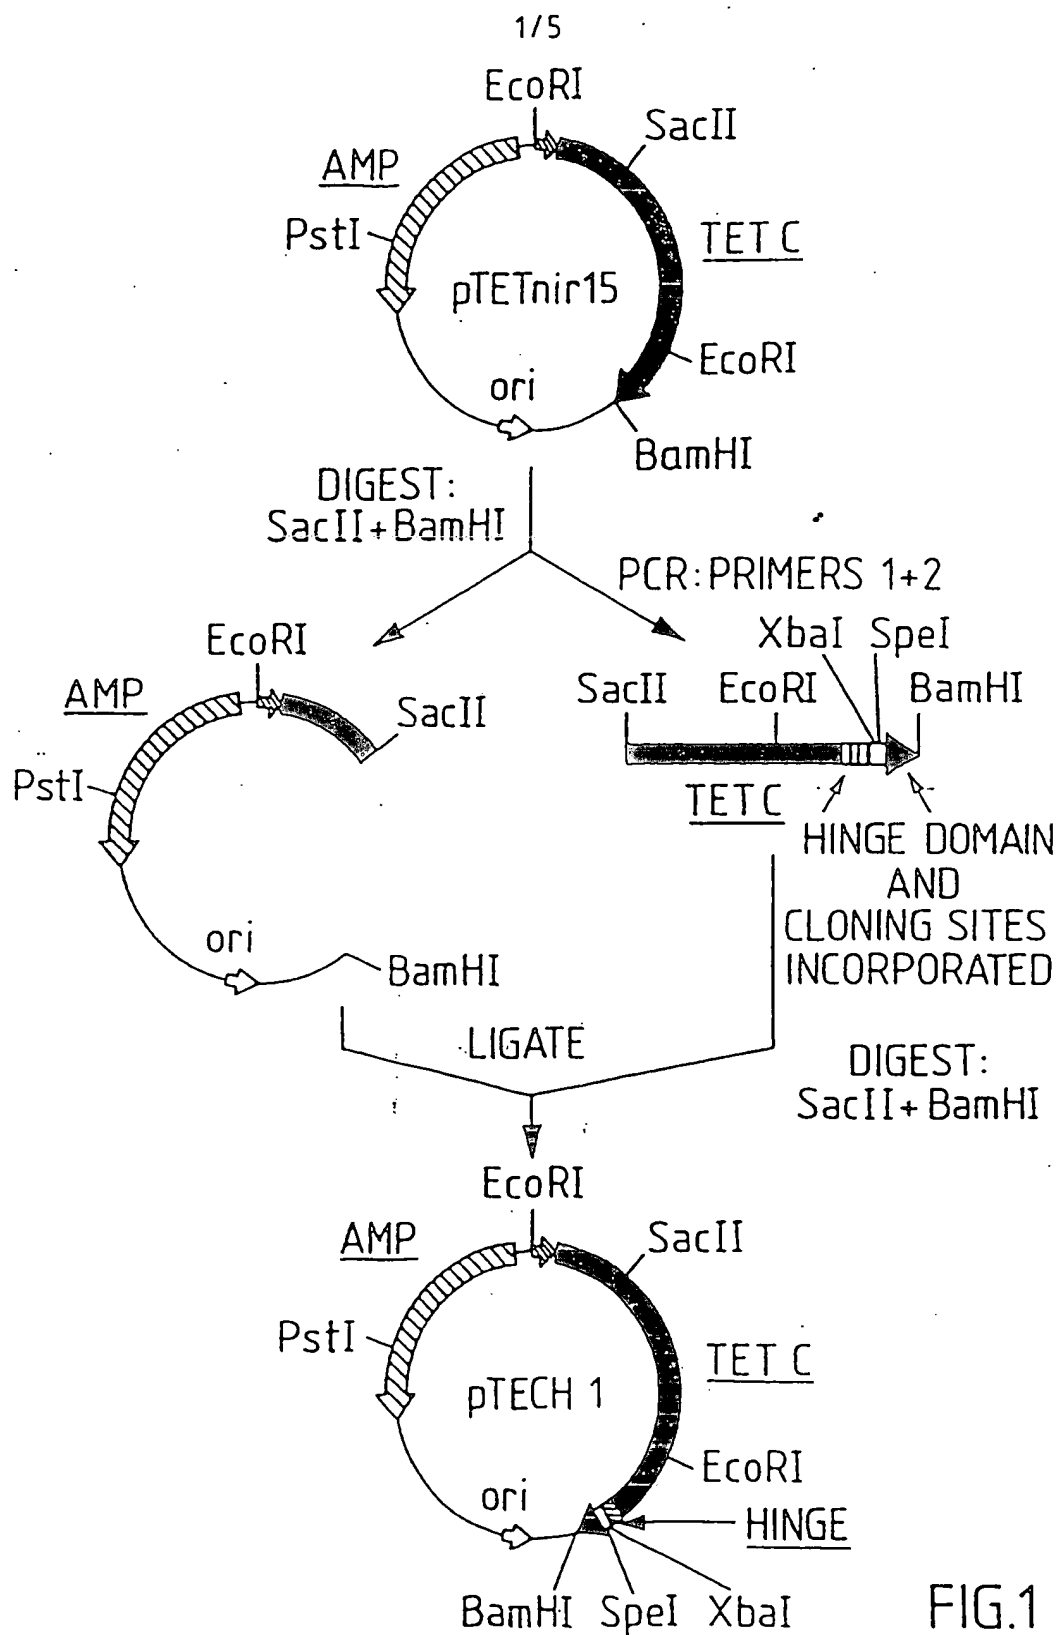 1/5
EcoRI
SacII
AMP
PstI
TET C
pTETnir15
EcoRI
ori
BamHI
DIGEST:
SacII+BamHI
PCR:PRIMERS 1+2
XbaI SpeI
EcoRI
SacII EcoRI BamHI
AMP
SacII
PstI
TET C
HINGE DOMAIN
AND
CLONING SITES
INCORPORATED
ori
BamHI
LIGATE
DIGEST:
SacII+BamHI
EcoRI
AMP
SacII
PstI
TET C
pTECH 1
EcoRI
ori
HINGE
BamHI SpeI XbaI
FIG.1